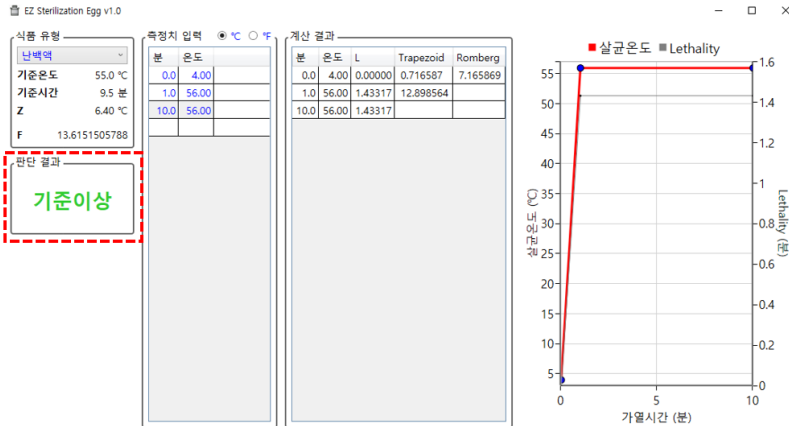 EZ Sterilization Egg v1.0
식품 유형
난백액
기준온도 55.0 ℃
기준시간 9.5 분
Z 6.40 ℃
F 13.6151505788
판단 결과
기준이상
측정치 입력 ℃ ℉
분 온도
0.0 4.00
1.0 56.00
10.0 56.00
계산 결과
분 온도 L Trapezoid Romberg
0.0 4.00 0.00000 0.716587 7.165869
1.0 56.00 1.43317 12.898564
10.0 56.00 1.43317
살균온도 Lethality
살균온도 (℃)
55
50
45
40
35
30
25
20
15
10
5
1.6
1.4
1.2
1
0.8
0.6
0.4
0.2
0
Lethality (분)
0 5 10
가열시간 (분)